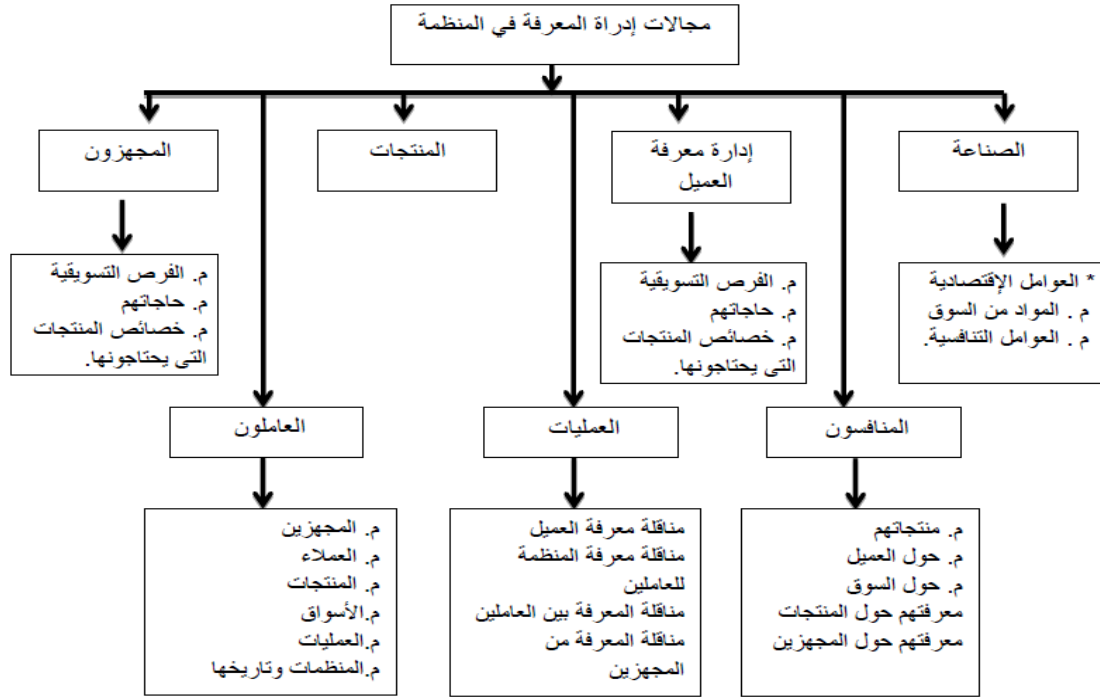 مجالات إدراة المعرفة في المنظمة
الصناعة
إدارة معرفة
العميل
المنتجات
المجهزون
* العوامل الإقتصادية
م . المواد من السوق
م . العوامل التنافسية.
م. الفرص التسويقية
م. حاجاتهم
م. خصائص المنتجات
التى يحتاجونها.
م. الفرص التسويقية
م. حاجاتهم
م. خصائص المنتجات
التى يحتاجونها.
المنافسون
العمليات
العاملون
م. منتجاتهم
م. حول العميل
م. حول السوق
معرفتهم حول المنتجات
معرفتهم حول المجهزين
مناقلة معرفة العميل
مناقلة معرفة المنظمة
للعاملين
مناقلة المعرفة بين العاملين
مناقلة المعرفة من
المجهزين
م. المجهزين
م. العملاء
م. المنتجات
م.الأسواق
م.العمليات
م.المنظمات وتاريخها